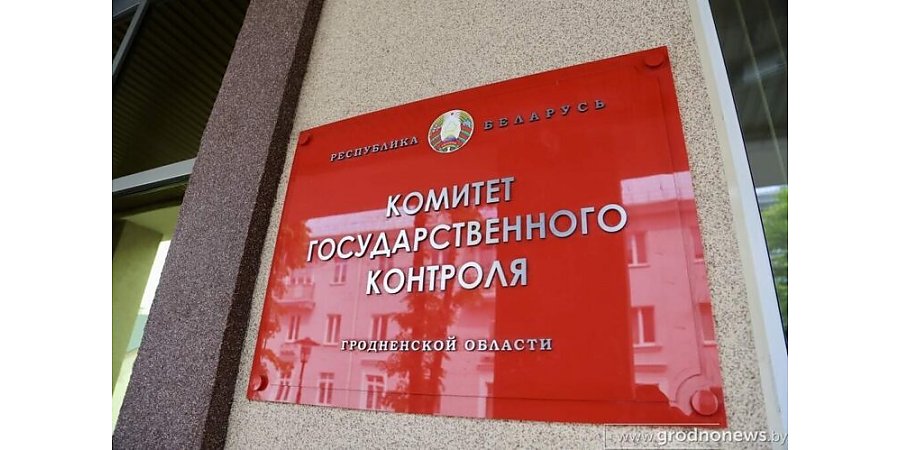 РЕСПУБЛИКА БЕЛАРУСЬ
КОМИТЕТ
ГОСУДАРСТВЕННОГО
КОНТРОЛЯ
ГРОДНЕНСКОЙ ОБЛАСТИ
www.grodnonews.by